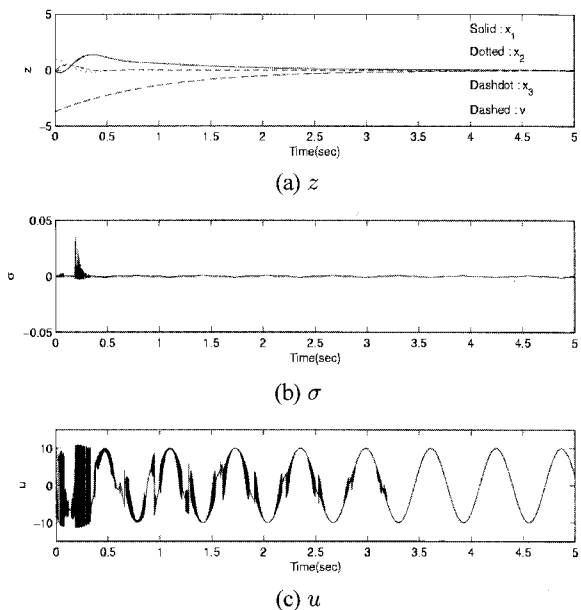 5
0
-5
z
Solid : x1
Dotted : x2
Dashdot : x3
Dashed : v
0 0.5 1 1.5 2 2.5 3 3.5 4 4.5 5
Time(sec)
(a) z
0.05
0
-0.05
σ
0 0.5 1 1.5 2 2.5 3 3.5 4 4.5 5
Time(sec)
(b) σ
10
0
-10
u
0 0.5 1 1.5 2 2.5 3 3.5 4 4.5 5
Time(sec)
(c) u